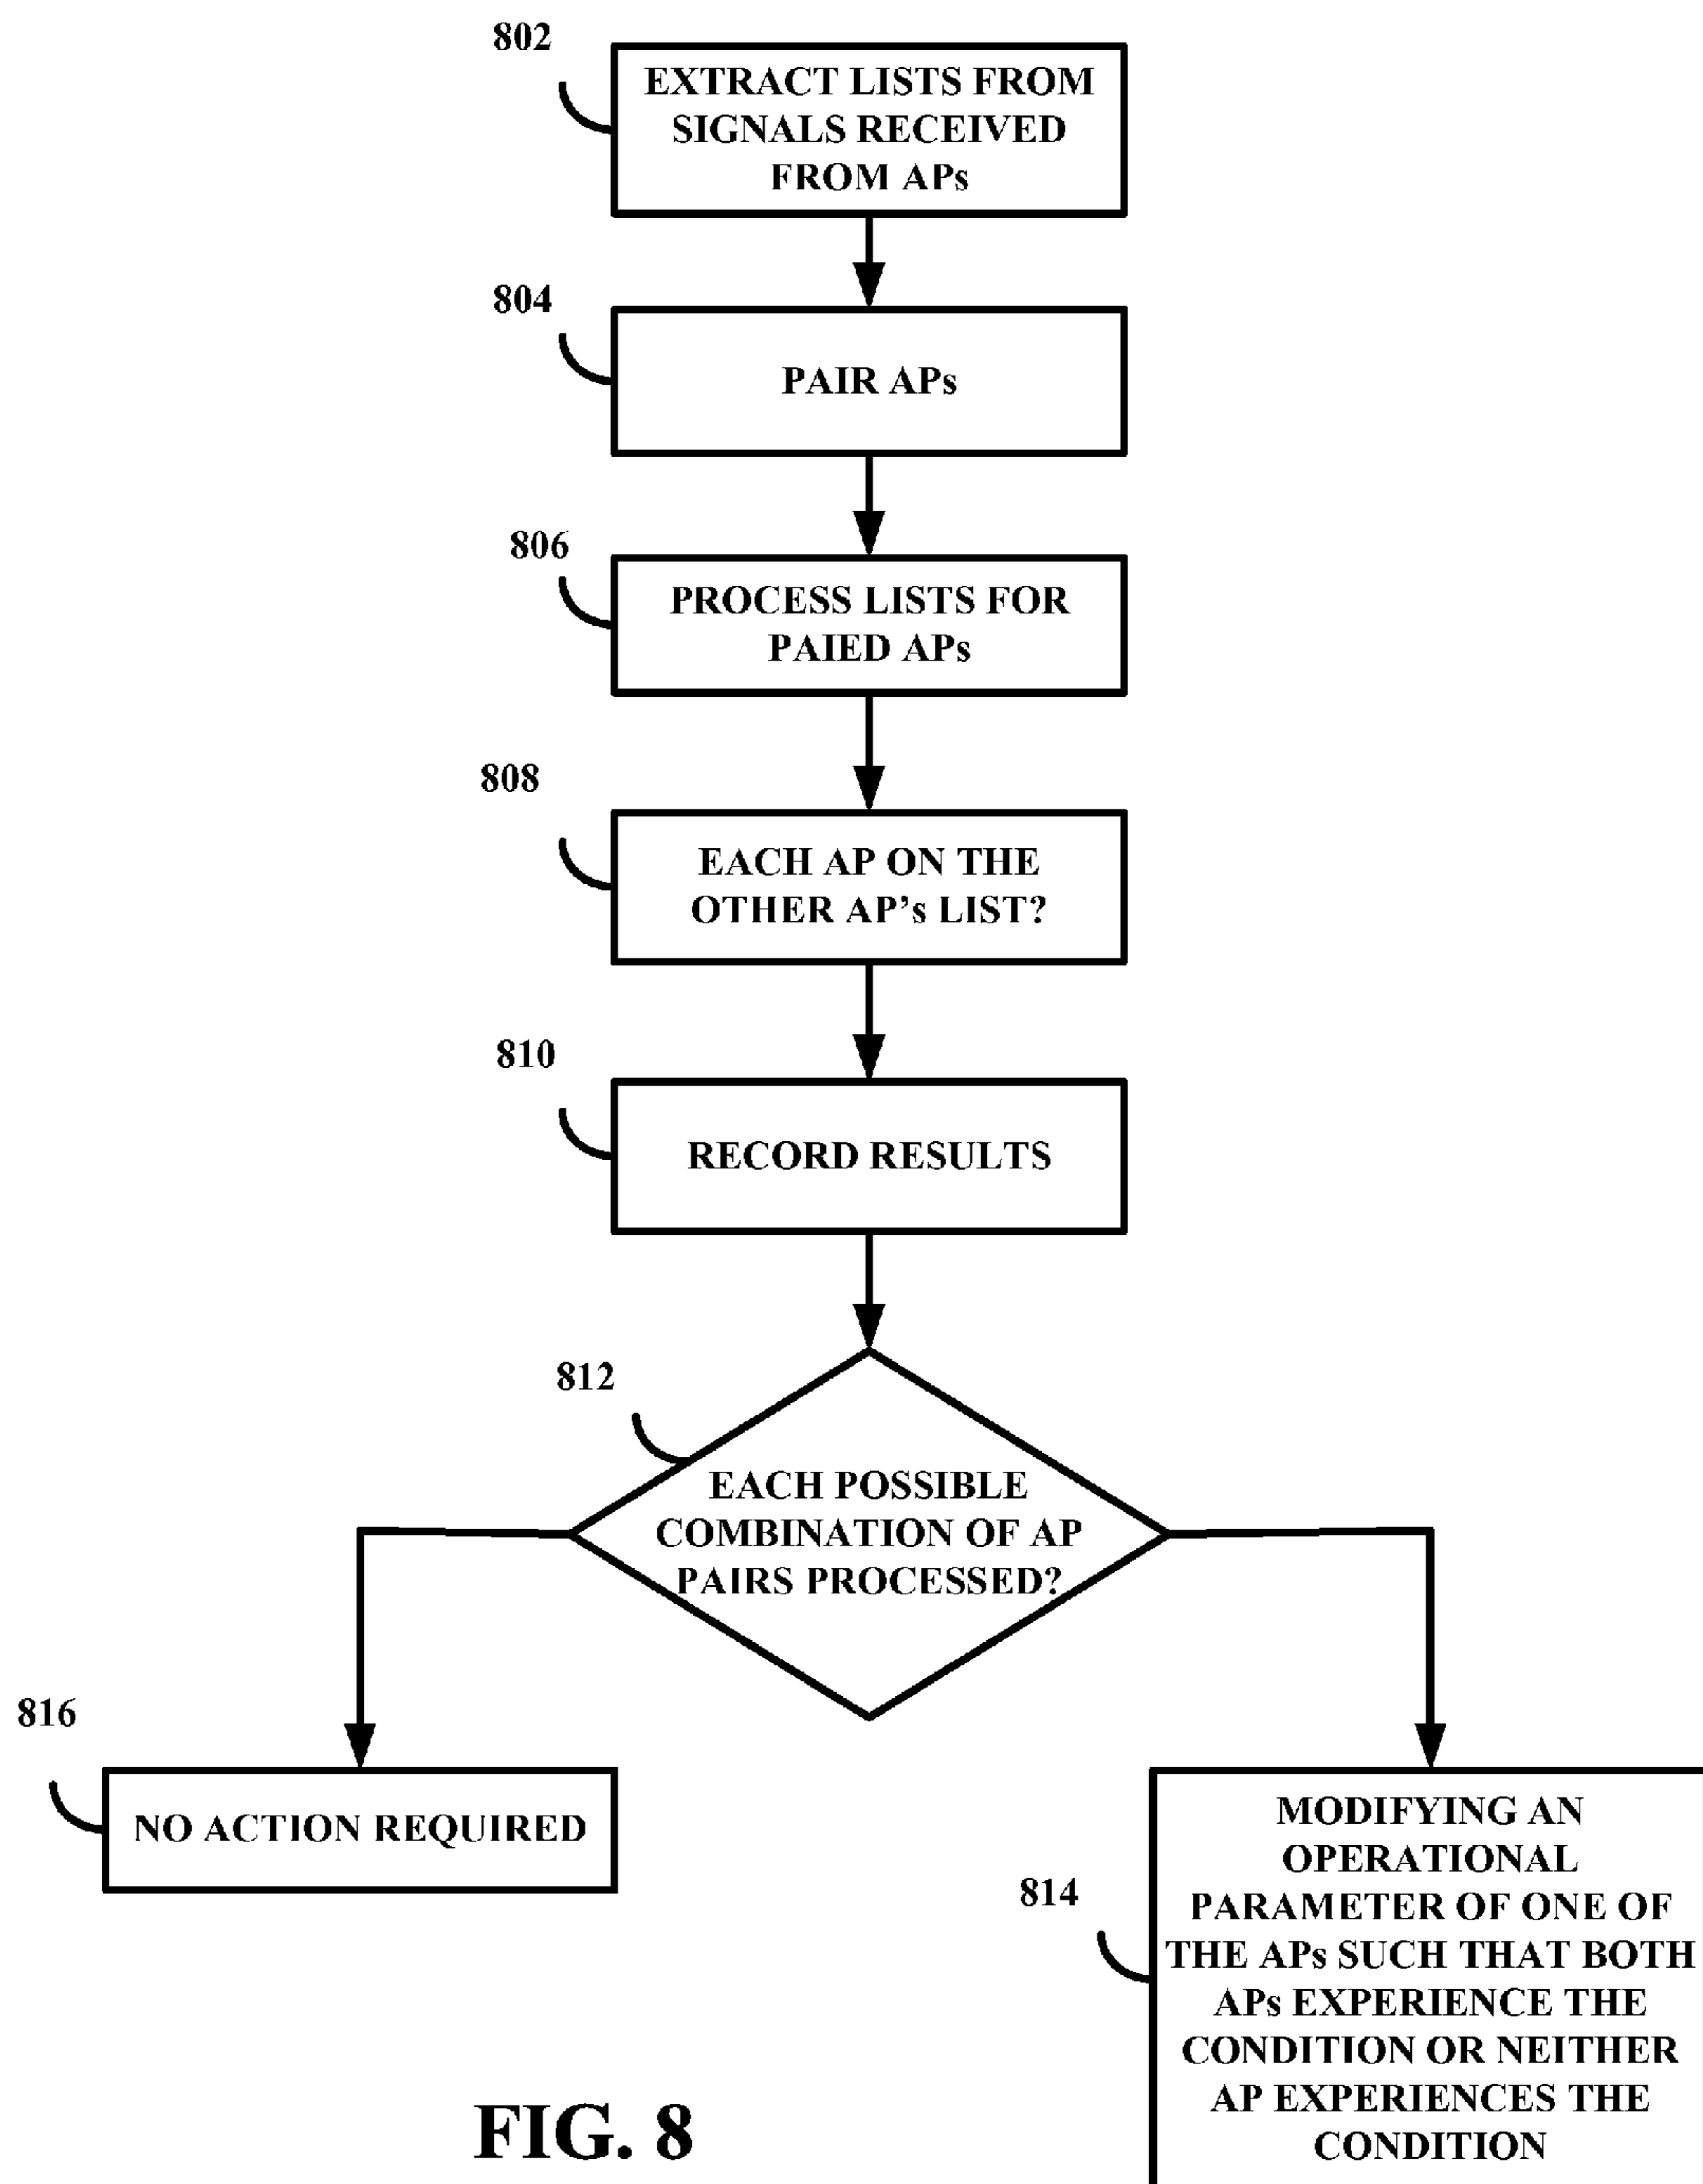 802
EXTRACT LISTS FROM
SIGNALS RECEIVED
FROM APs
804
PAIR APs
806
PROCESS LISTS FOR
PAIED APs
808
EACH AP ON THE
OTHER AP's LIST?
810
RECORD RESULTS
812
EACH POSSIBLE
COMBINATION OF AP
PAIRS PROCESSED?
816
NO ACTION REQUIRED
814
MODIFYING AN
OPERATIONAL
PARAMETER OF ONE OF
THE APs SUCH THAT BOTH
APs EXPERIENCE THE
CONDITION OR NEITHER
AP EXPERIENCES THE
CONDITION
FIG. 8